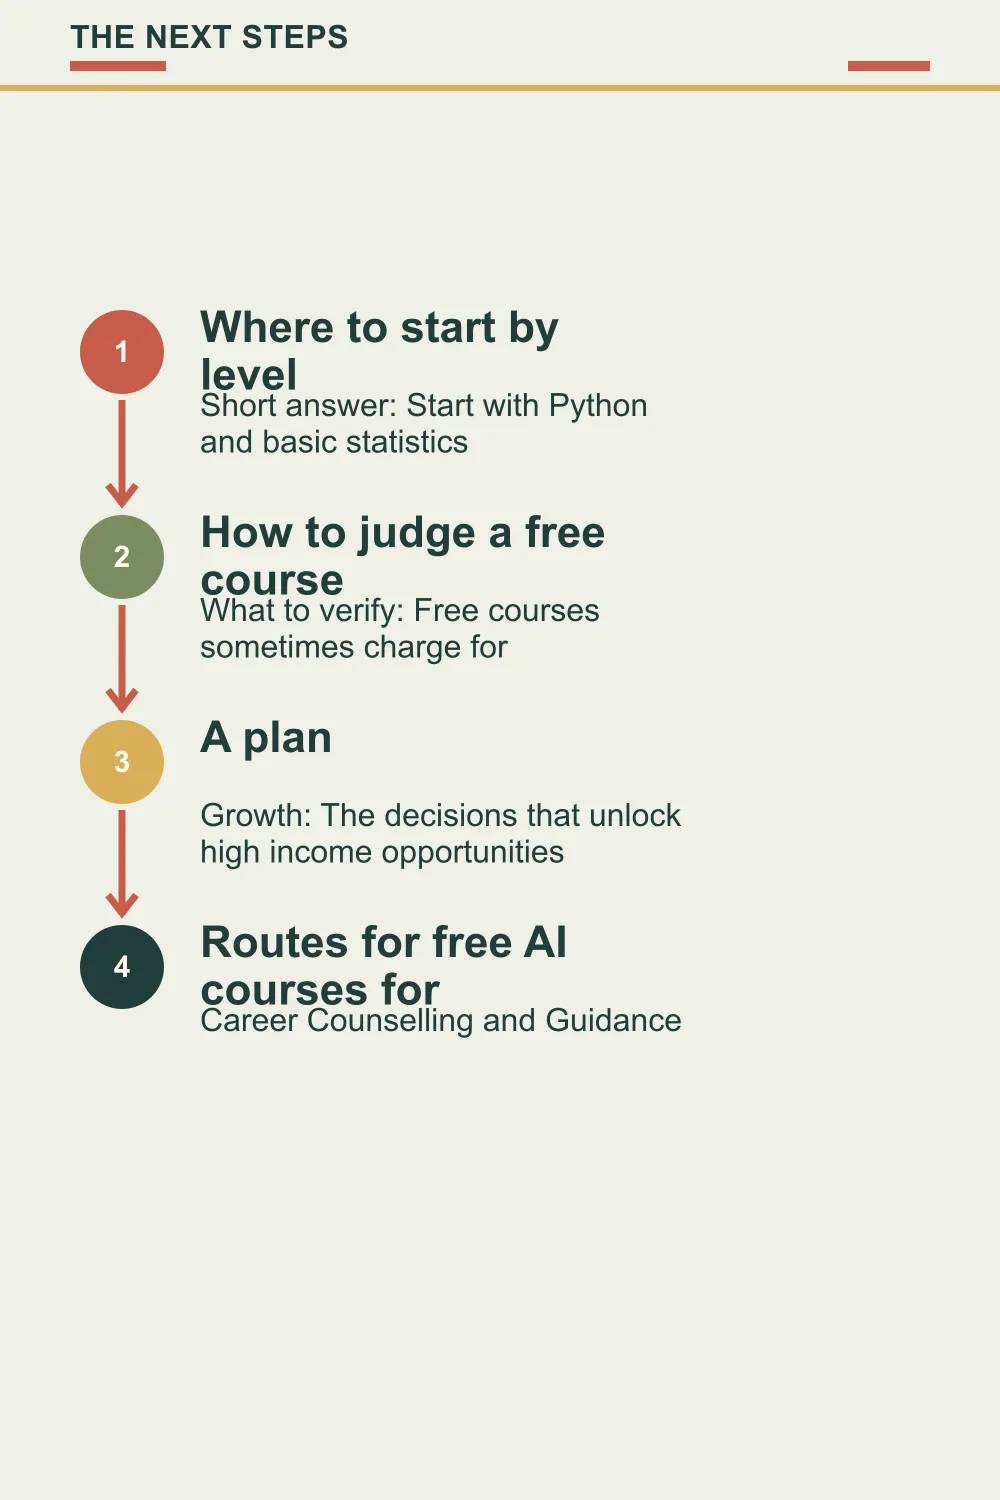 THE NEXT STEPS
1
Where to start by
level
Short answer: Start with Python
and basic statistics
2
How to judge a free
course
What to verify: Free courses
sometimes charge for
3
A plan
Growth: The decisions that unlock
high income opportunities
4
Routes for free AI
courses for
Career Counselling and Guidance